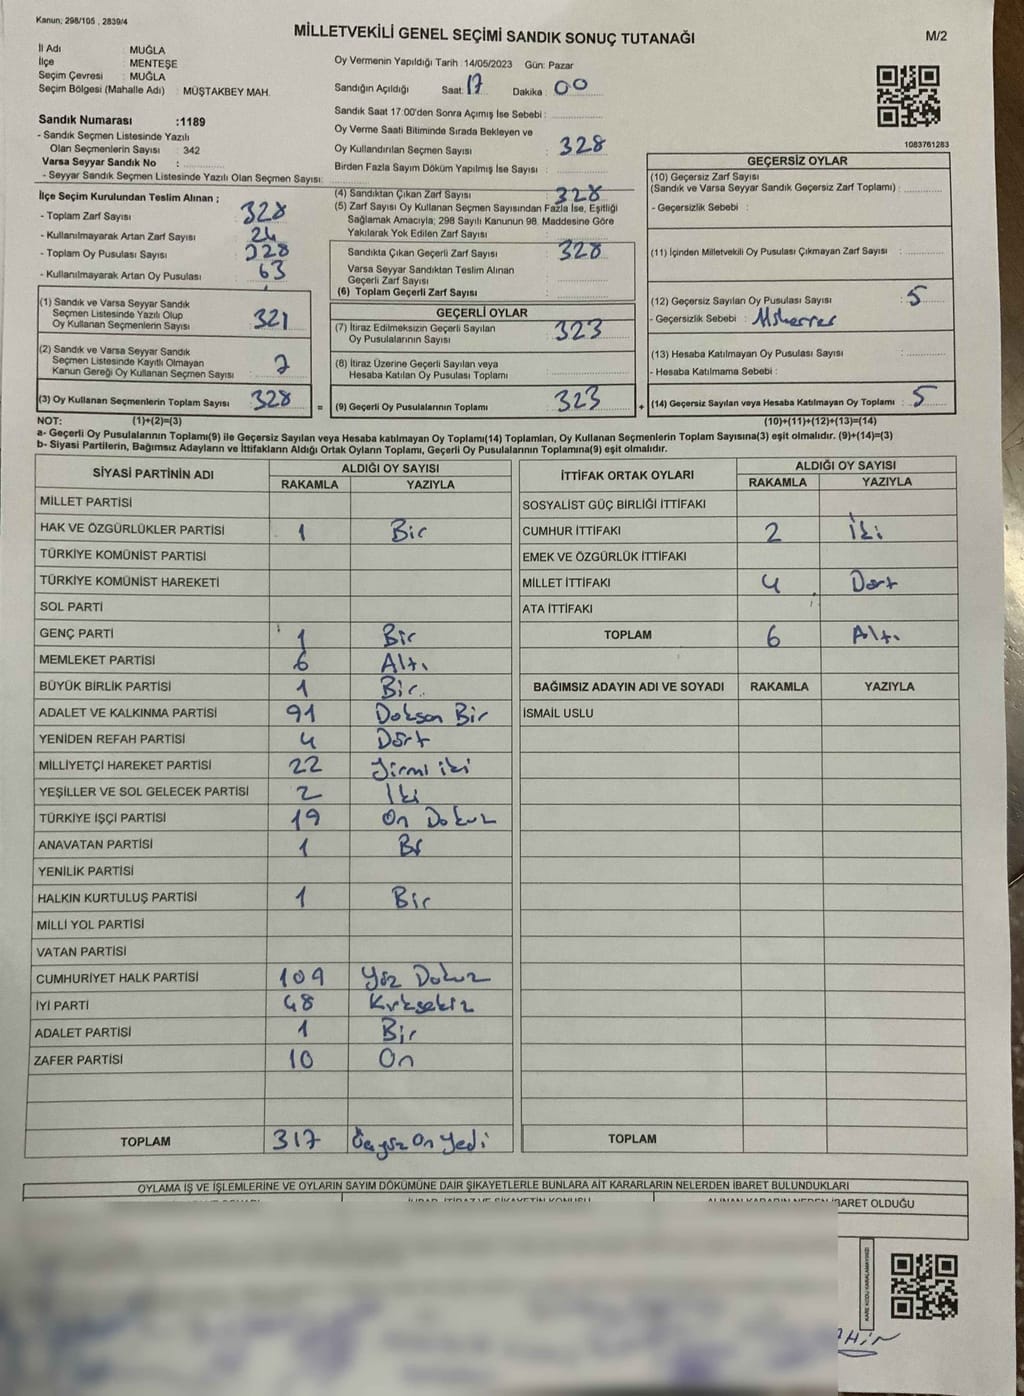 Kanun; 298/105 , 2839/4
MİLLETVEKİLİ GENEL SEÇİMİ SANDIK SONUÇ TUTANAĞI
M/2
İl Adı : MUĞLA
İlçe : MENTEŞE
Seçim Çevresi : MUĞLA
Seçim Bölgesi (Mahalle Adı) : MÜŞTAKBEY MAH.
Sandık Numarası :1189
- Sandık Seçmen Listesinde Yazılı
Olan Seçmenlerin Sayısı : 342
Varsa Seyyar Sandık No :
- Seyyar Sandık Seçmen Listesinde Yazılı Olan Seçmen Sayısı:
Oy Vermenin Yapıldığı Tarih :14/05/2023 Gün: Pazar
Sandığın Açıldığı Saat: 17 Dakika : 00
Sandık Saat 17:00'den Sonra Açımış İse Sebebi :
Oy Verme Saati Bitiminde Sırada Bekleyen ve
Oy Kullandırılan Seçmen Sayısı : 328
Birden Fazla Sayım Döküm Yapılmış İse Sayısı :
1083761283
İlçe Seçim Kurulundan Teslim Alınan ;
- Toplam Zarf Sayısı : 328
- Kullanılmayarak Artan Zarf Sayısı
- Toplam Oy Pusulası Sayısı : 328
- Kullanılmayarak Artan Oy Pusulası : 63
(1) Sandık ve Varsa Seyyar Sandık
Seçmen Listesinde Yazılı Olup
Oy Kullanan Seçmenlerin Sayısı : 321
(2) Sandık ve Varsa Seyyar Sandık
Seçmen Listesinde Kayıtlı Olmayan
Kanun Gereği Oy Kullanan Seçmen Sayısı : 7
(3) Oy Kullanan Seçmenlerin Toplam Sayısı : 328
(4) Sandıktan Çıkan Zarf Sayısı : 328
(5) Zarf Sayısı Oy Kullanan Seçmen Sayısından Fazla İse, Eşitliği
Sağlamak Amacıyla; 298 Sayılı Kanunun 98. Maddesine Göre
Yakılarak Yok Edilen Zarf Sayısı :
Sandıkta Çıkan Geçerli Zarf Sayısı : 328
Varsa Seyyar Sandıktan Teslim Alınan
Geçerli Zarf Sayısı :
(6) Toplam Geçerli Zarf Sayısı :
GEÇERLİ OYLAR
(7) İtiraz Edilmeksizin Geçerli Sayılan
Oy Pusulalarının Sayısı : 323
(8) İtiraz Üzerine Geçerli Sayılan veya
Hesaba Katılan Oy Pusulası Toplamı :
= (9) Geçerli Oy Pusulalarının Toplamı : 323
GEÇERSİZ OYLAR
(10) Geçersiz Zarf Sayısı
(Sandık ve Varsa Seyyar Sandık Geçersiz Zarf Toplamı) :
- Geçersizlik Sebebi :
(11) İçinden Milletvekili Oy Pusulası Çıkmayan Zarf Sayısı :
(12) Geçersiz Sayılan Oy Pusulası Sayısı : 5
- Geçersizlik Sebebi :
(13) Hesaba Katılmayan Oy Pusulası Sayısı :
- Hesaba Katılmama Sebebi :
+ (14) Geçersiz Sayılan veya Hesaba Katılmayan Oy Toplamı : 5
NOT: (1)+(2)=(3)
(10)+(11)+(12)+(13)=(14)
a- Geçerli Oy Pusulalarının Toplamı(9) ile Geçersiz Sayılan veya Hesaba katılmayan Oy Toplamı(14) Toplamları, Oy Kullanan Seçmenlerin Toplam Sayısına(3) eşit olmalıdır. (9)+(14)=(3)
b- Siyasi Partilerin, Bağımsız Adayların ve İttifakların Aldığı Ortak Oyların Toplamı, Geçerli Oy Pusulalarının Toplamına(9) eşit olmalıdır.
SİYASİ PARTİNİN ADI ALDIĞI OY SAYISI
RAKAMLA YAZIYLA
MİLLET PARTİSİ
HAK VE ÖZGÜRLÜKLER PARTİSİ 1 Bir
TÜRKİYE KOMÜNİST PARTİSİ
TÜRKİYE KOMÜNİST HAREKETİ
SOL PARTİ
GENÇ PARTİ 1 Bir
MEMLEKET PARTİSİ 6 Altı
BÜYÜK BİRLİK PARTİSİ 1 Bir
ADALET VE KALKINMA PARTİSİ 91 Doksan Bir
YENİDEN REFAH PARTİSİ 4 Dört
MİLLİYETÇİ HAREKET PARTİSİ 22 Yirmi iki
YEŞİLLER VE SOL GELECEK PARTİSİ 2 İki
TÜRKİYE İŞÇİ PARTİSİ 19 On Dokuz
ANAVATAN PARTİSİ 1 Br
YENİLİK PARTİSİ
HALKIN KURTULUŞ PARTİSİ 1 Bir
MİLLİ YOL PARTİSİ
VATAN PARTİSİ
CUMHURİYET HALK PARTİSİ 109 Yüz Dokuz
İYİ PARTİ 48 Kırksekiz
ADALET PARTİSİ 1 Bir
ZAFER PARTİSİ 10 On
TOPLAM 317 Üçyüz On Yedi
İTTİFAK ORTAK OYLARI ALDIĞI OY SAYISI
RAKAMLA YAZIYLA
SOSYALİST GÜÇ BİRLİĞİ İTTİFAKI
CUMHUR İTTİFAKI 2 İki
EMEK VE ÖZGÜRLÜK İTTİFAKI
MİLLET İTTİFAKI 4 Dört
ATA İTTİFAKI
TOPLAM 6 Altı
BAĞIMSIZ ADAYIN ADI VE SOYADI RAKAMLA YAZIYLA
İSMAİL USLU
TOPLAM
OYLAMA İŞ VE İŞLEMLERİNE VE OYLARIN SAYIM DÖKÜMÜNE DAİR ŞİKAYETLERLE BUNLARA AİT KARARLARIN NELERDEN İBARET BULUNDUKLARI
İBARET OLDUĞU
KARE KODU KARALAMAYINIZ!